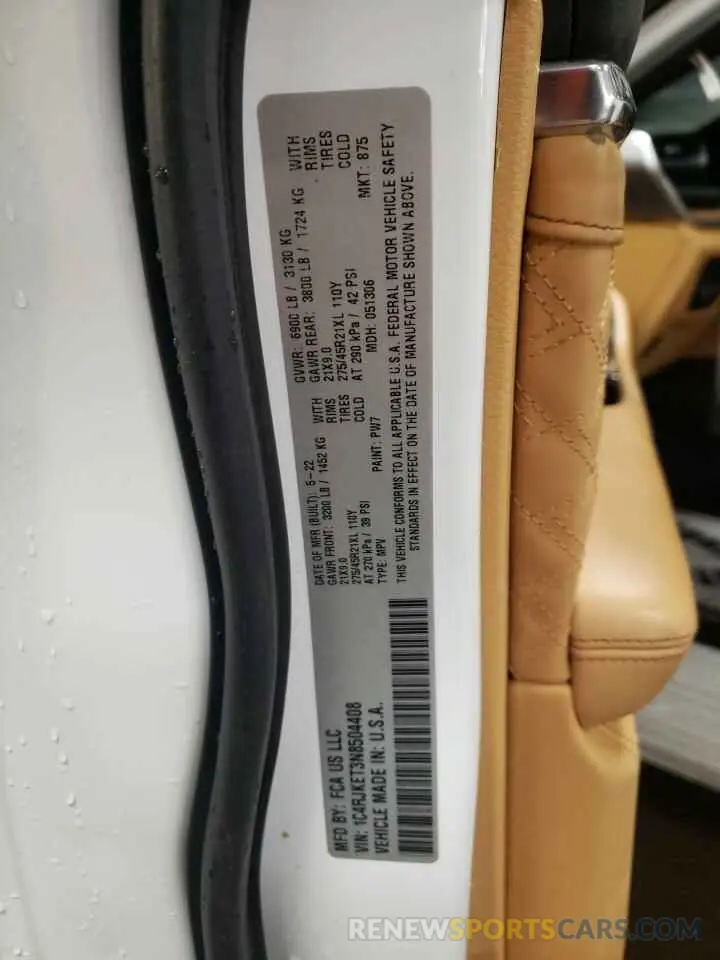 MFD BY: FCA US LLC
DATE OF MFR (BUILT): 5-22
GVWR: 6900 LB / 3130 KG
VIN: 1C4RJKET3N8504408
GAWR FRONT: 3200 LB / 1452 KG WITH
GAWR REAR: 3800 LB / 1724 KG WITH
VEHICLE MADE IN: U.S.A.
21X9.0 RIMS
21X9.0 RIMS
275/45R21XL 110Y TIRES
275/45R21XL 110Y TIRES
AT 270 kPa / 39 PSI COLD
AT 290 kPa / 42 PSI COLD
TYPE: MPV PAINT: PW7 MDH: 051306 MKT: 875
THIS VEHICLE CONFORMS TO ALL APPLICABLE U.S.A. FEDERAL MOTOR VEHICLE SAFETY
STANDARDS IN EFFECT ON THE DATE OF MANUFACTURE SHOWN ABOVE.
RENEWSPORTSCARS.COM